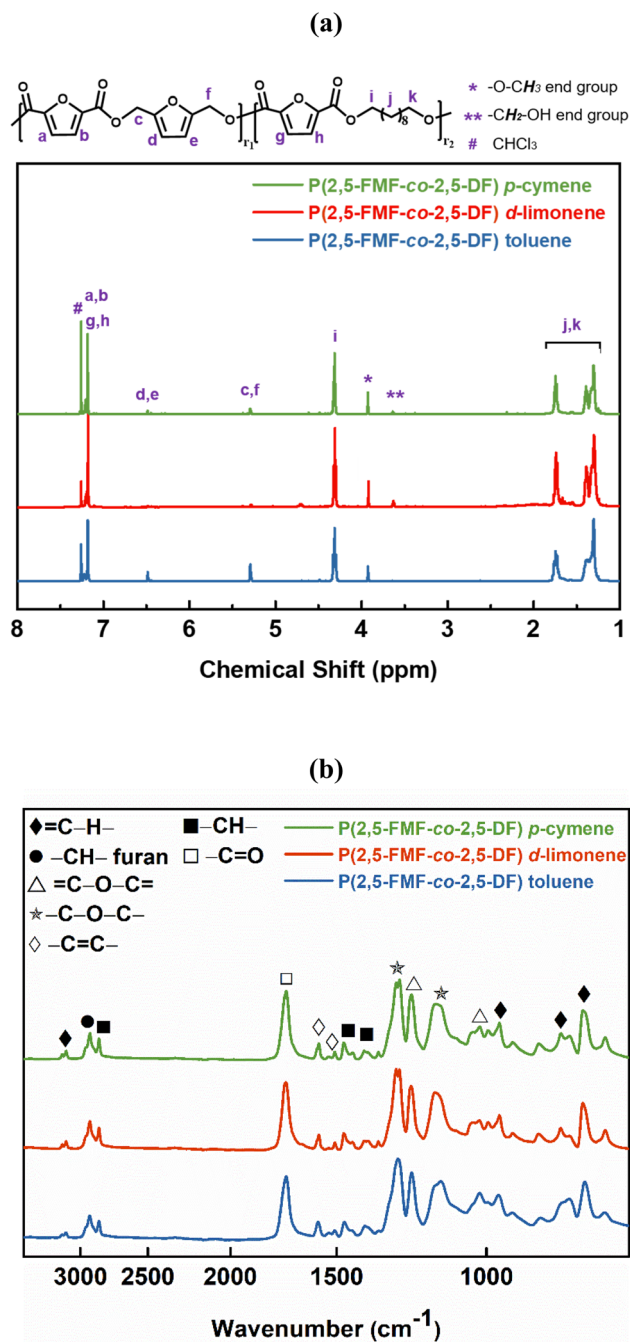 (a)
O O O O O O
c f i j k
a b d e g h
r₁ 8 r₂
* -O-CH₃ end group
** -CH₂-OH end group
# CHCl₃
P(2,5-FMF-co-2,5-DF) p-cymene
P(2,5-FMF-co-2,5-DF) d-limonene
P(2,5-FMF-co-2,5-DF) toluene
# a,b
g,h
d,e c,f i * ** j,k
8 7 6 5 4 3 2 1
Chemical Shift (ppm)
(b)
◆=C–H– ■–CH–
● –CH– furan □ –C=O
△ =C–O–C=
☆ –C–O–C–
◇ –C=C–
P(2,5-FMF-co-2,5-DF) p-cymene
P(2,5-FMF-co-2,5-DF) d-limonene
P(2,5-FMF-co-2,5-DF) toluene
3000 2500 2000 1500 1000
Wavenumber (cm⁻¹)